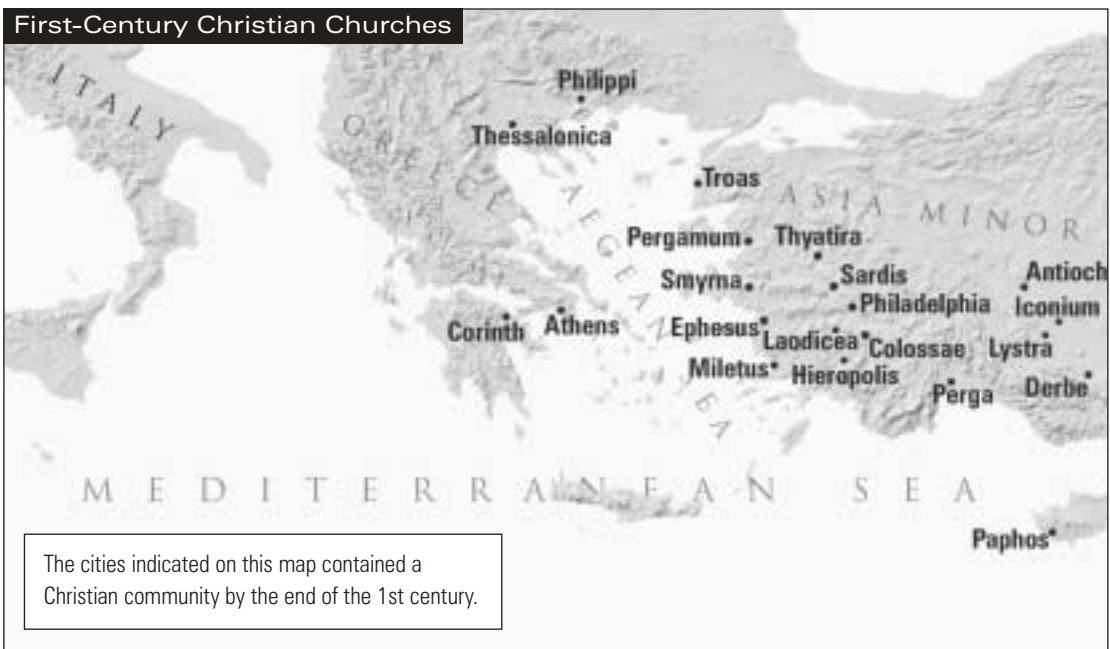 First-Century Christian Churches
ITALY
GREECE
Philippi
Thessalonica
AEGEAN SEA
Troas
ASIA MINOR
Pergamum
Thyatira
Smyrna
Sardis
Antioch
Philadelphia
Iconium
Corinth
Athens
Ephesus
Laodicea
Colossae
Lystra
Miletus
Hieropolis
Perga
Derbe
MEDITERRANEAN SEA
Paphos
The cities indicated on this map contained a
Christian community by the end of the 1st century.